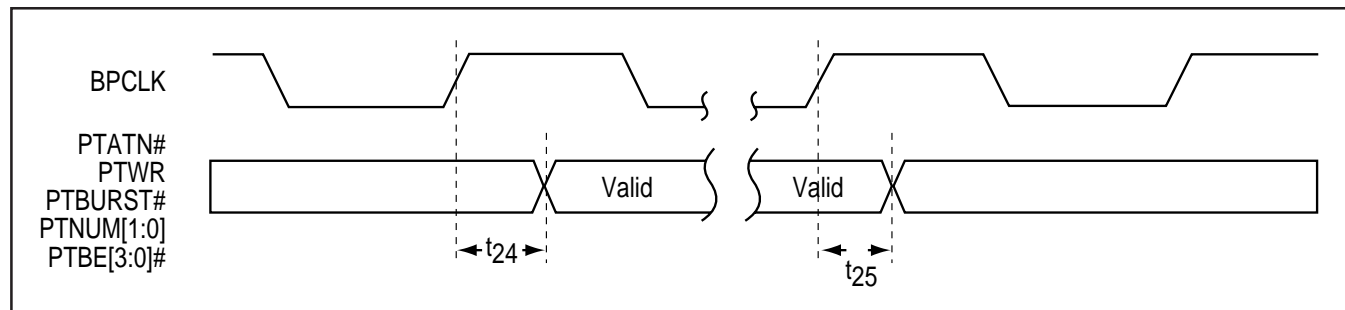 BPCLK
PTATN#
PTWR
PTBURST#
PTNUM[1:0]
PTBE[3:0]#
Valid
Valid
t24
t25